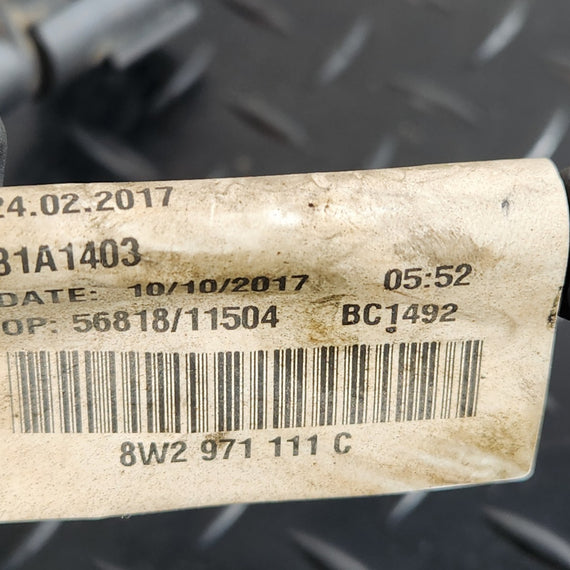 24.02.2017
B1A1403
DATE: 10/10/2017 05:52
OP: 56818/11504 BC1492
8W2 971 111 C